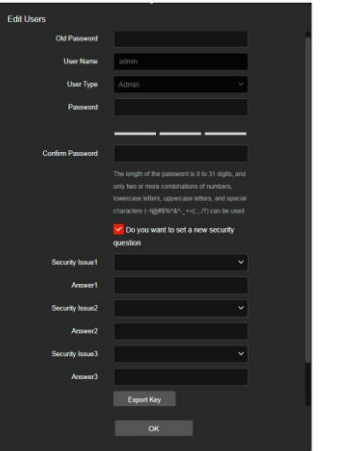 Edit Users
Old Password
User Name admin
User Type Admin
Password
Confirm Password
The length of the password is 8 to 31 digits, and
only two or more combinations of numbers,
lowercase letters, uppercase letters, and special
can be used
Do you want to set a new security
question
Security Issue1
Answer1
Security Issue2
Answer2
Security Issue3
Answer3
Export Key
OK